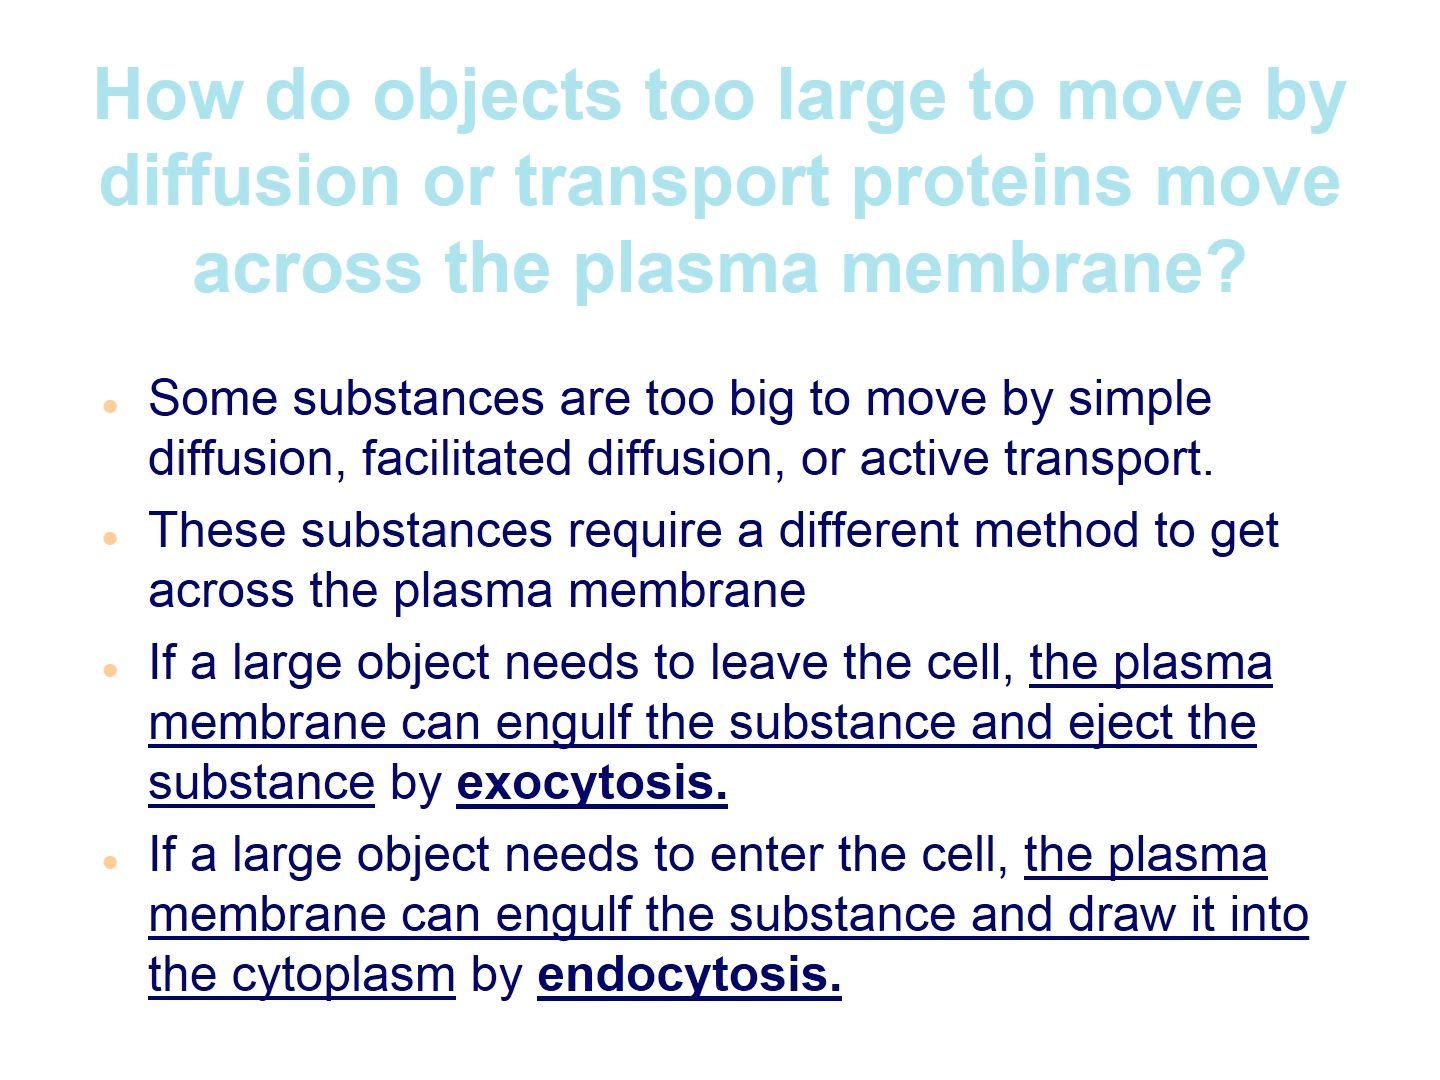 How do objects too large to move by
diffusion or transport proteins move
across the plasma membrane?
• Some substances are too big to move by simple
diffusion, facilitated diffusion, or active transport.
• These substances require a different method to get
across the plasma membrane
• If a large object needs to leave the cell, the plasma
membrane can engulf the substance and eject the
substance by exocytosis.
• If a large object needs to enter the cell, the plasma
membrane can engulf the substance and draw it into
the cytoplasm by endocytosis.